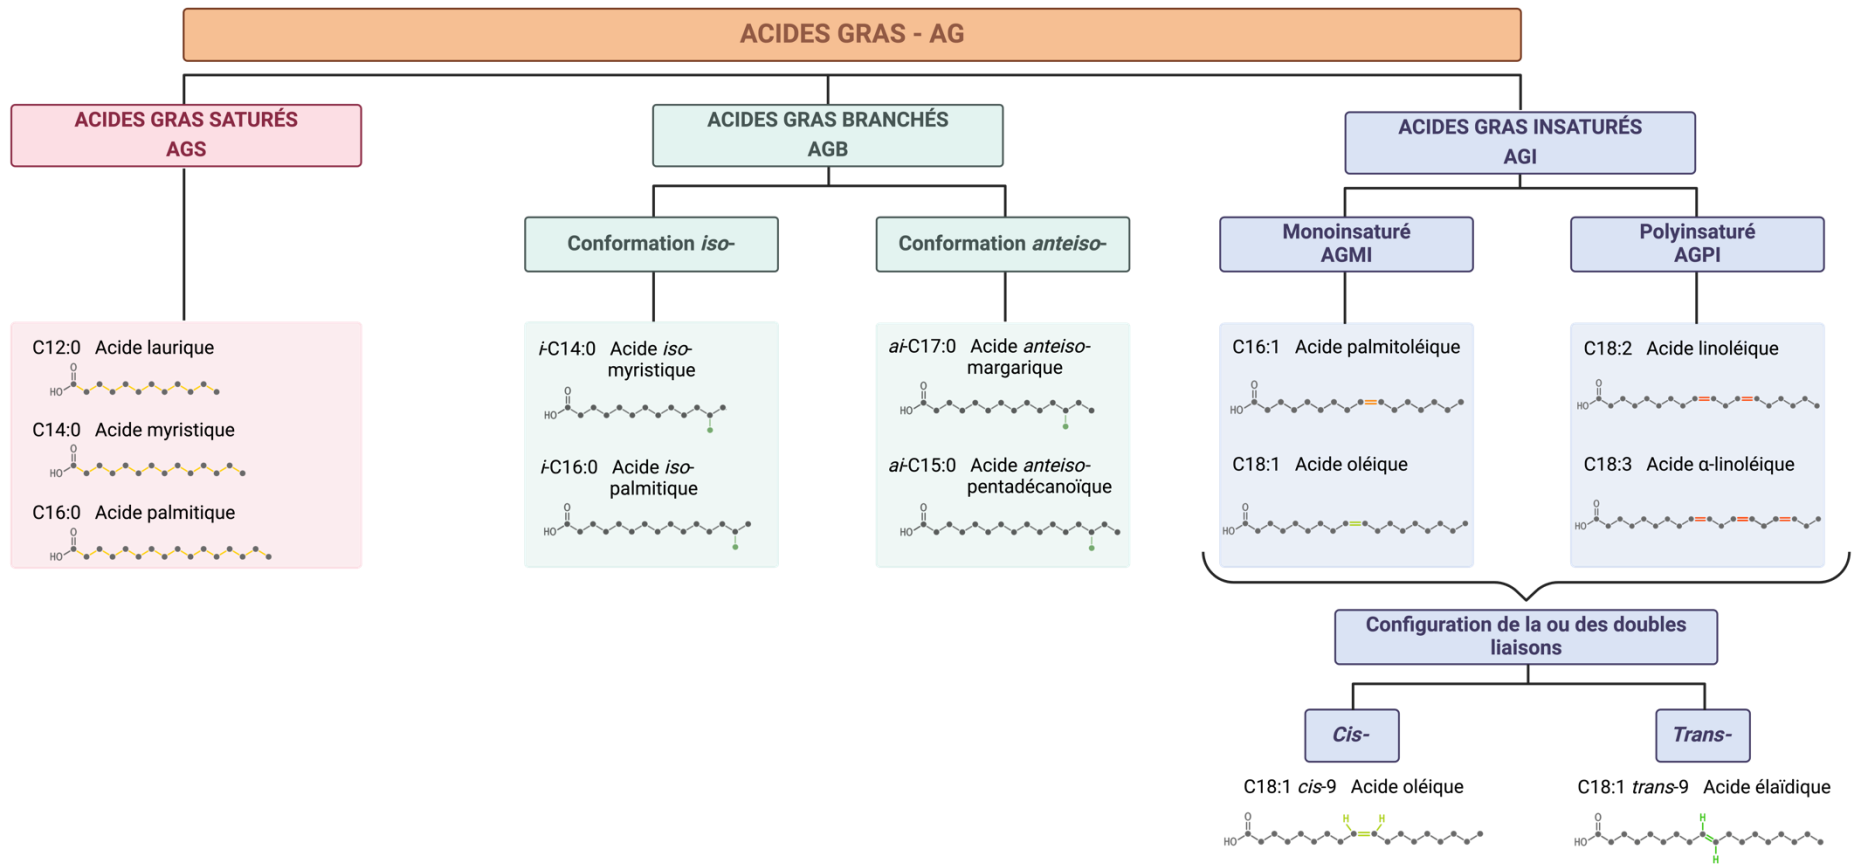 ACIDES GRAS - AG
ACIDES GRAS SATURÉS
AGS
ACIDES GRAS BRANCHÉS
AGB
ACIDES GRAS INSATURÉS
AGI
Conformation iso-
Conformation anteiso-
Monoinsaturé
AGMI
Polyinsaturé
AGPI
C12:0 Acide laurique
O
HO
C14:0 Acide myristique
O
HO
C16:0 Acide palmitique
O
HO
i-C14:0 Acide iso-
myristique
O
HO
i-C16:0 Acide iso-
palmitique
O
HO
ai-C17:0 Acide anteiso-
margarique
O
HO
ai-C15:0 Acide anteiso-
pentadécanoïque
O
HO
C16:1 Acide palmitoléique
O
HO
C18:1 Acide oléique
O
HO
C18:2 Acide linoléique
O
HO
C18:3 Acide α-linoléique
O
HO
Configuration de la ou des doubles
liaisons
Cis-
Trans-
C18:1 cis-9 Acide oléique
O H H
HO
C18:1 trans-9 Acide élaïdique
O H
HO
H